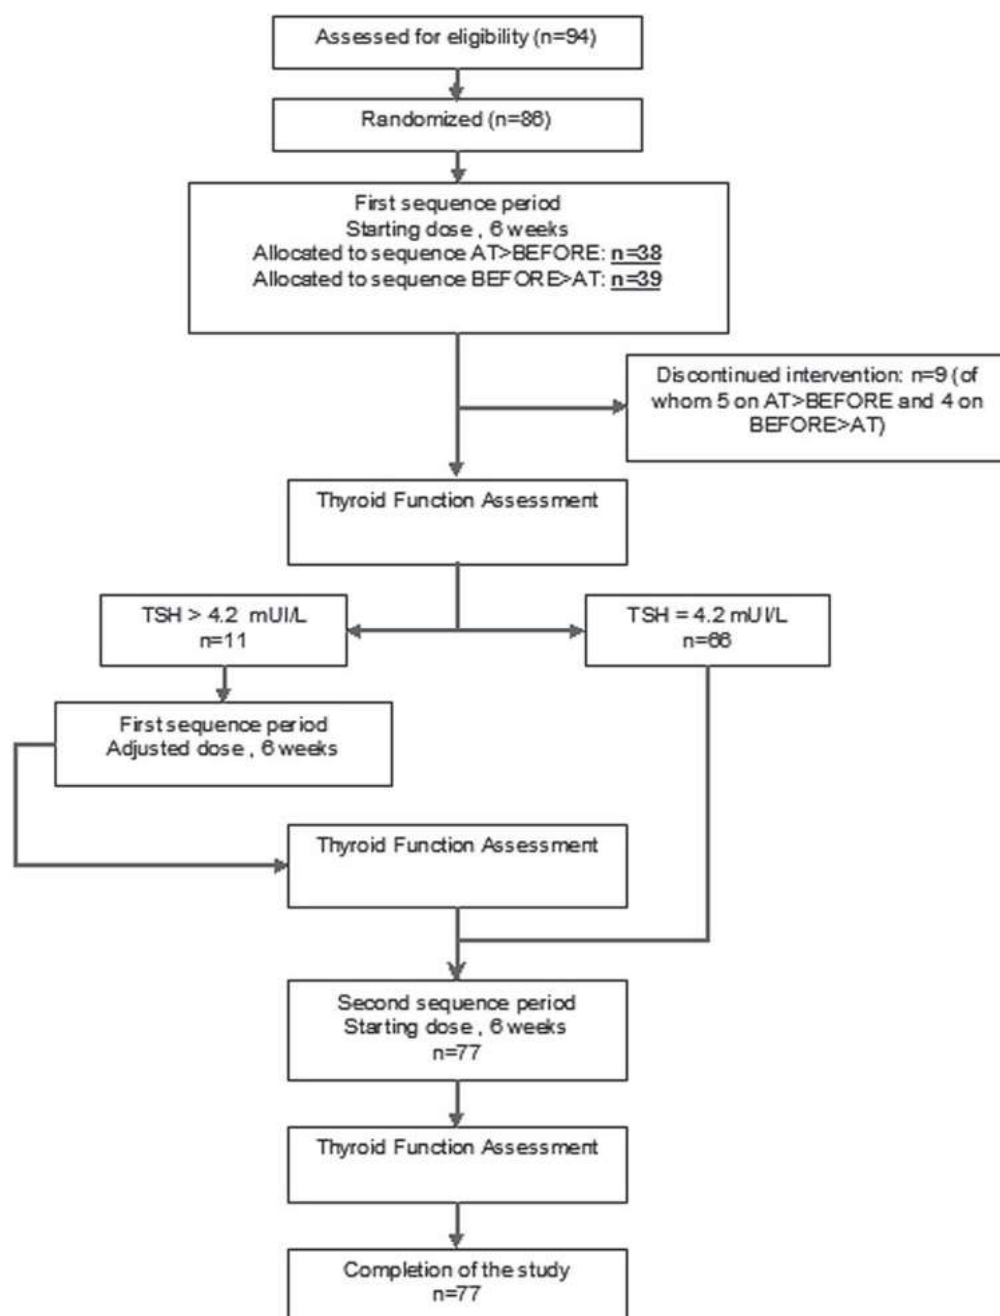 Assessed for eligibility (n=94)
Randomized (n=86)
First sequence period
Starting dose , 6 weeks
Allocated to sequence AT>BEFORE: n=38
Allocated to sequence BEFORE>AT: n=39
Discontinued intervention: n=9 (of
whom 5 on AT>BEFORE and 4 on
BEFORE>AT)
Thyroid Function Assessment
TSH > 4.2 mUI/L
n=11
TSH = 4.2 mUI/L
n=66
First sequence period
Adjusted dose , 6 weeks
Thyroid Function Assessment
Second sequence period
Starting dose , 6 weeks
n=77
Thyroid Function Assessment
Completion of the study
n=77